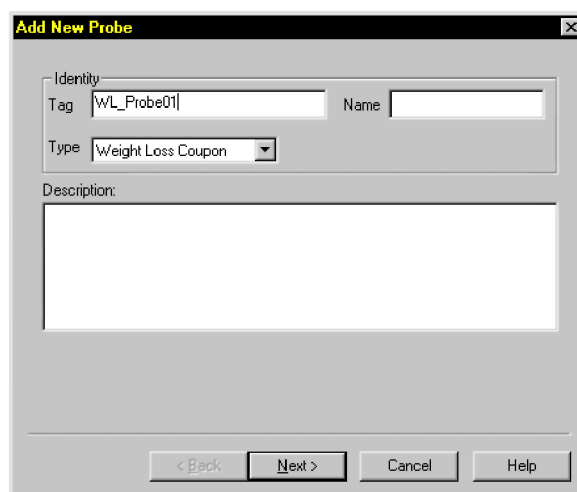 Add New Probe
Identity
Tag WL_Probe01 Name
Type Weight Loss Coupon
Description:
< Back Next > Cancel Help